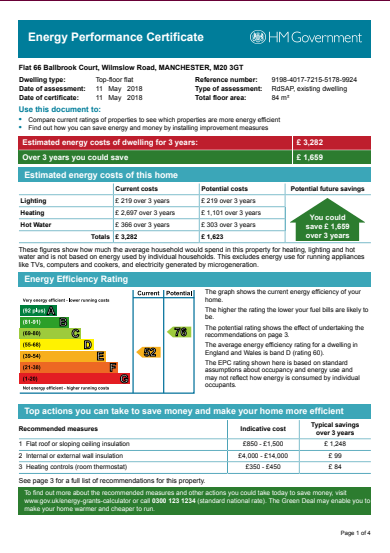 Energy Performance Certificate
HM Government
Flat 66 Ballbrook Court, Wilmslow Road, MANCHESTER, M20 3GT
Dwelling type: Top-floor flat Reference number: 9198-4017-7215-5178-9924
Date of assessment: 11 May 2018 Type of assessment: RdSAP, existing dwelling
Date of certificate: 11 May 2018 Total floor area: 84 m²
Use this document to:
• Compare current ratings of properties to see which properties are more energy efficient
• Find out how you can save energy and money by installing improvement measures
Estimated energy costs of dwelling for 3 years: £ 3,282
Over 3 years you could save £ 1,659
Estimated energy costs of this home
Current costs Potential costs Potential future savings
Lighting £ 219 over 3 years £ 219 over 3 years
Heating £ 2,697 over 3 years £ 1,101 over 3 years
Hot Water £ 366 over 3 years £ 303 over 3 years
Totals £ 3,282 £ 1,623
You could
save £ 1,659
over 3 years
These figures show how much the average household would spend in this property for heating, lighting and hot
water and is not based on energy used by individual households. This excludes energy use for running appliances
like TVs, computers and cookers, and electricity generated by microgeneration.
Energy Efficiency Rating
Current Potential
Very energy efficient - lower running costs
(92 plus) A
(81-91) B
(69-80) C
(55-68) D
(39-54) E
(21-38) F
(1-20) G
Not energy efficient - higher running costs
52
76
The graph shows the current energy efficiency of your
home.
The higher the rating the lower your fuel bills are likely to
be.
The potential rating shows the effect of undertaking the
recommendations on page 3.
The average energy efficiency rating for a dwelling in
England and Wales is band D (rating 60).
The EPC rating shown here is based on standard
assumptions about occupancy and energy use and
may not reflect how energy is consumed by individual
occupants.
Top actions you can take to save money and make your home more efficient
Recommended measures Indicative cost Typical savings
over 3 years
1 Flat roof or sloping ceiling insulation £850 - £1,500 £ 1,248
2 Internal or external wall insulation £4,000 - £14,000 £ 99
3 Heating controls (room thermostat) £350 - £450 £ 84
See page 3 for a full list of recommendations for this property.
To find out more about the recommended measures and other actions you could take today to save money, visit
www.gov.uk/energy-grants-calculator or call 0300 123 1234 (standard national rate). The Green Deal may enable you to
make your home warmer and cheaper to run.
Page 1 of 4